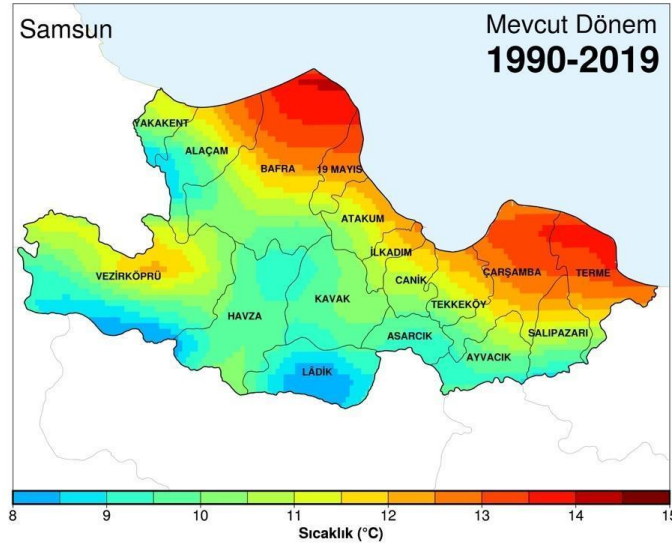 Samsun
Mevcut Dönem
1990-2019
YAKAKENT
ALAÇAM
BAFRA
19 MAYIS
ATAKUM
İLKADIM
CANİK
ÇARŞAMBA
TERME
VEZİRKÖPRÜ
KAVAK
TEKKEKÖY
HAVZA
ASARCIK
SALIPAZARI
AYVACIK
LÂDİK
8 9 10 11 12 13 14 15
Sıcaklık (°C)